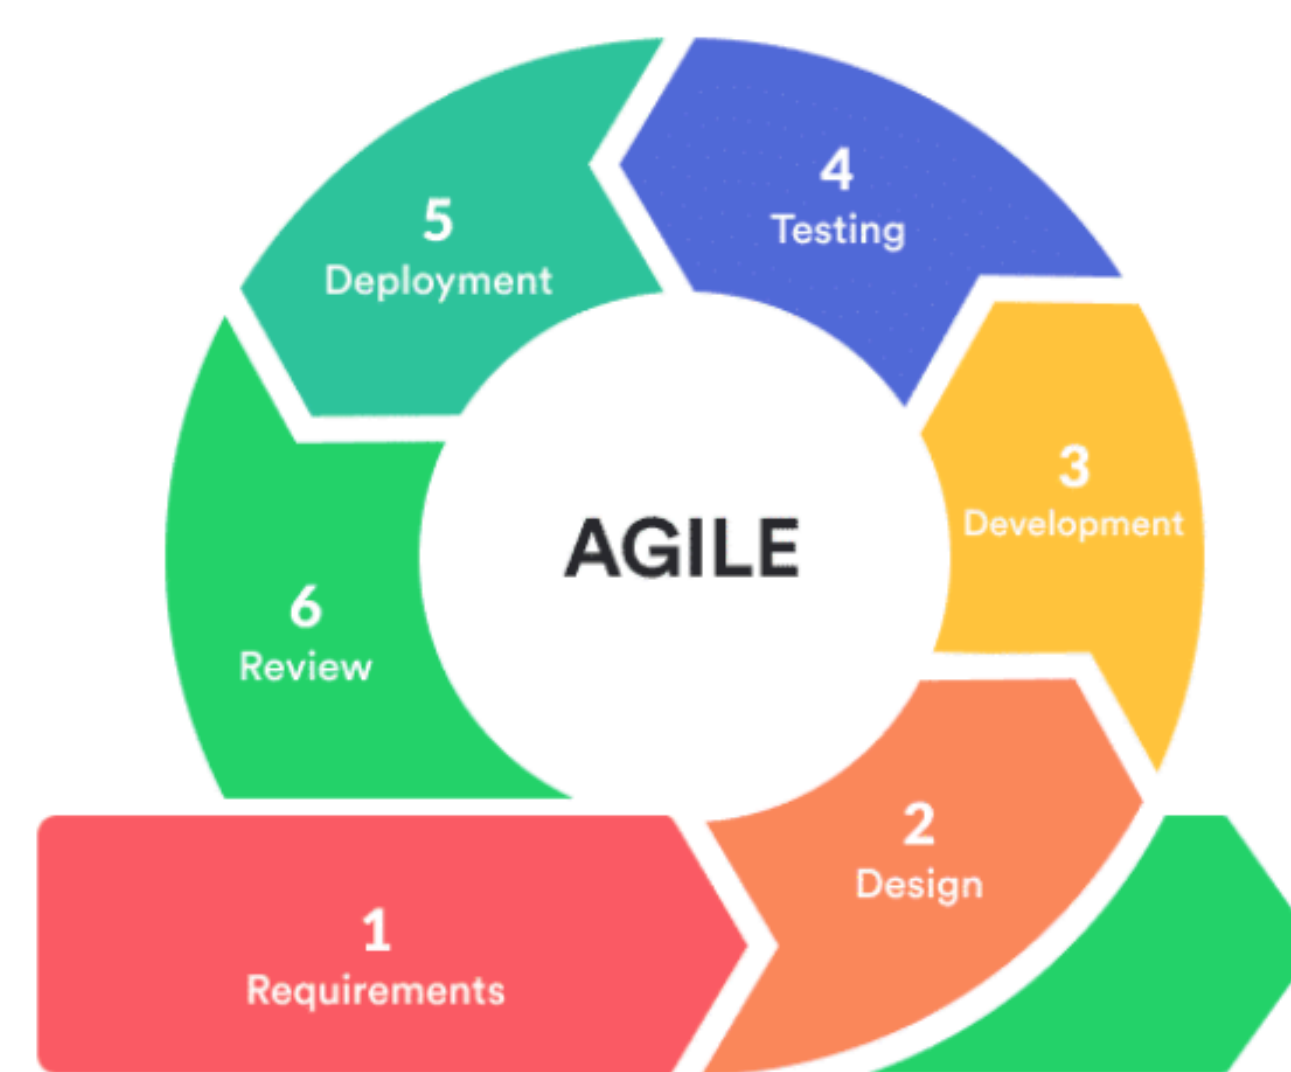 5
Deployment
4
Testing
3
Development
AGILE
6
Review
2
Design
1
Requirements